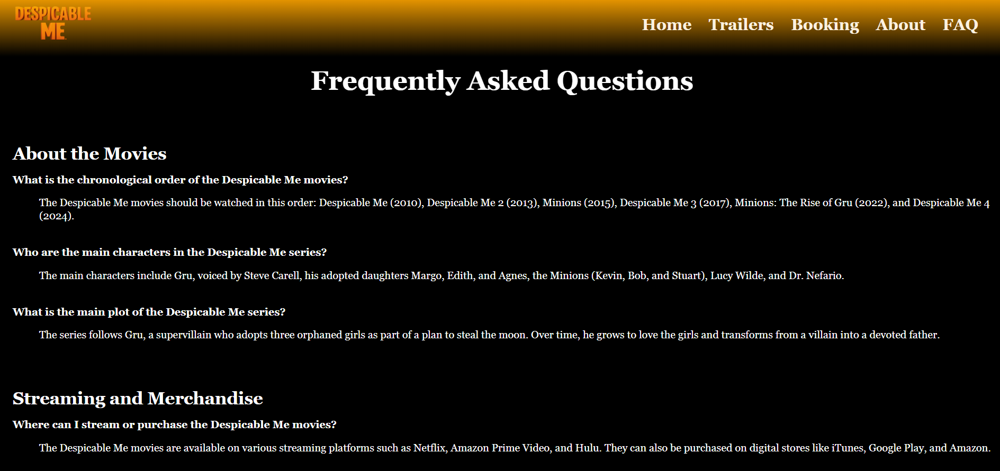 DESPICABLE
ME
Home Trailers Booking About FAQ
Frequently Asked Questions
About the Movies
What is the chronological order of the Despicable Me movies?
The Despicable Me movies should be watched in this order: Despicable Me (2010), Despicable Me 2 (2013), Minions (2015), Despicable Me 3 (2017), Minions: The Rise of Gru (2022), and Despicable Me 4
(2024).
Who are the main characters in the Despicable Me series?
The main characters include Gru, voiced by Steve Carell, his adopted daughters Margo, Edith, and Agnes, the Minions (Kevin, Bob, and Stuart), Lucy Wilde, and Dr. Nefario.
What is the main plot of the Despicable Me series?
The series follows Gru, a supervillain who adopts three orphaned girls as part of a plan to steal the moon. Over time, he grows to love the girls and transforms from a villain into a devoted father.
Streaming and Merchandise
Where can I stream or purchase the Despicable Me movies?
The Despicable Me movies are available on various streaming platforms such as Netflix, Amazon Prime Video, and Hulu. They can also be purchased on digital stores like iTunes, Google Play, and Amazon.